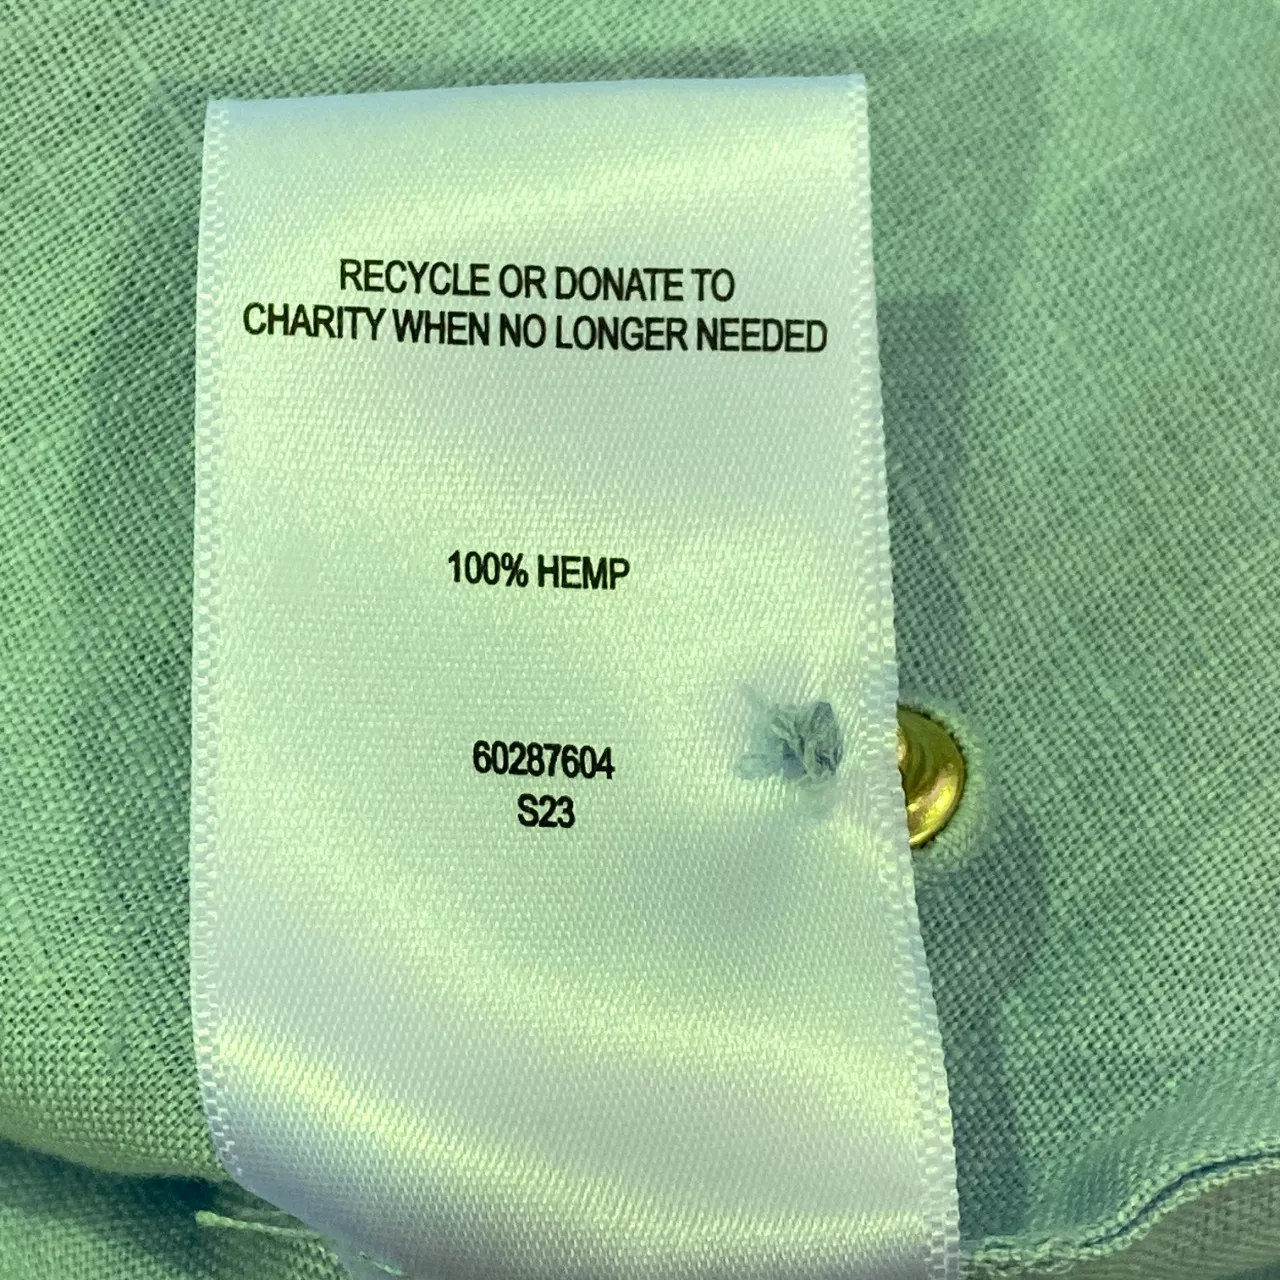 RECYCLE OR DONATE TO
CHARITY WHEN NO LONGER NEEDED
100% HEMP
60287604
S23